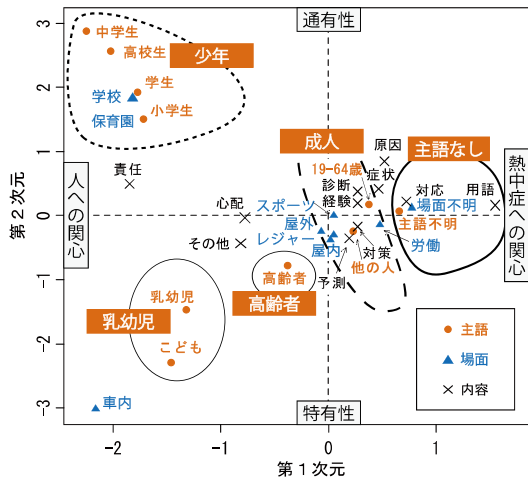 通有性
中学生
高校生
少年
学生
学校
小学生
保育園
成人
原因
主語なし
人への関心
熱中症への関心
責任
19-64歳
症状
診断
経験
対応
用語
心配
スポーツ
場面不明
主語不明
屋外
その他
レジャー
屋内
対策
労働
予測
他の人
高齢者
高齢者
乳幼児
乳幼児
こども
車内
特有性
主語
場面
内容
第2次元
3
2
1
0
-1
-2
-3
-2
-1
0
1
第1次元